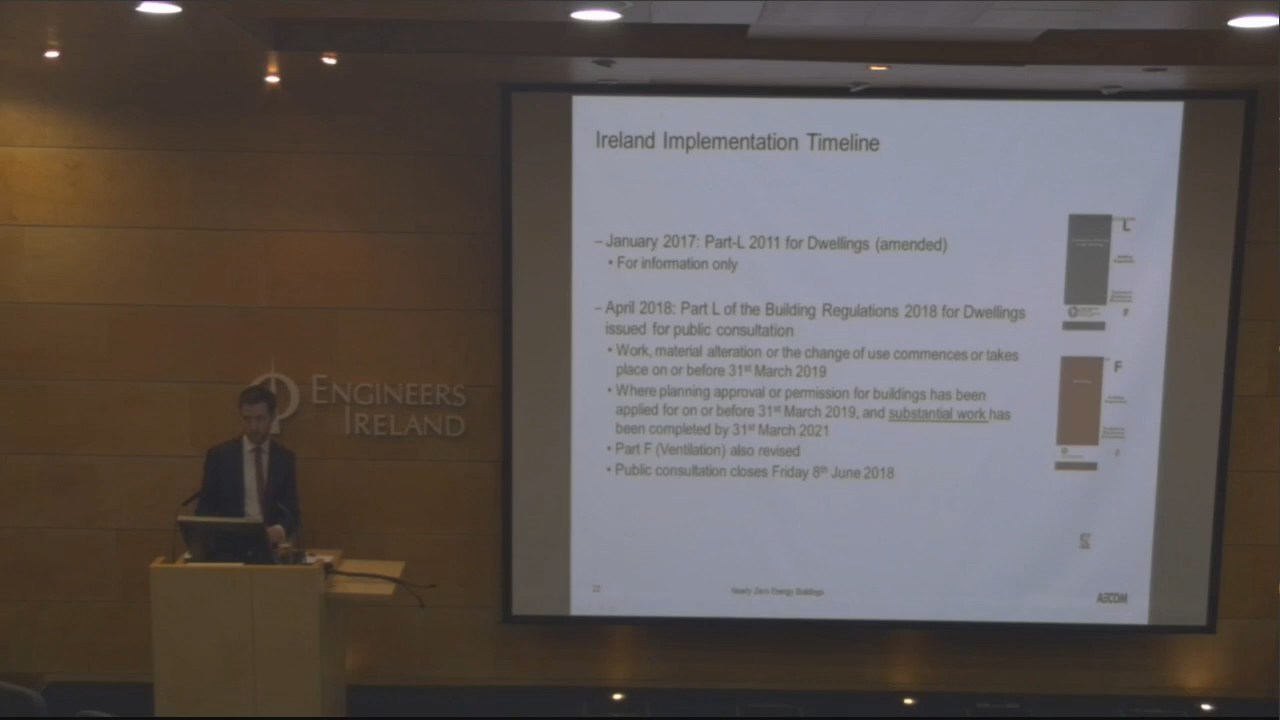 Ireland Implementation Timeline
– January 2017: Part-L 2011 for Dwellings (amended)
• For information only
– April 2018: Part L of the Building Regulations 2018 for Dwellings
issued for public consultation
• Work, material alteration or the change of use commences or takes
place on or before 31st March 2019
• Where planning approval or permission for buildings has been
applied for on or before 31st March 2019, and substantial work has
been completed by 31st March 2021
• Part F (Ventilation) also revised
• Public consultation closes Friday 8th June 2018
L
F
Nearly Zero Energy Buildings
AECOM
ENGINEERS
IRELAND